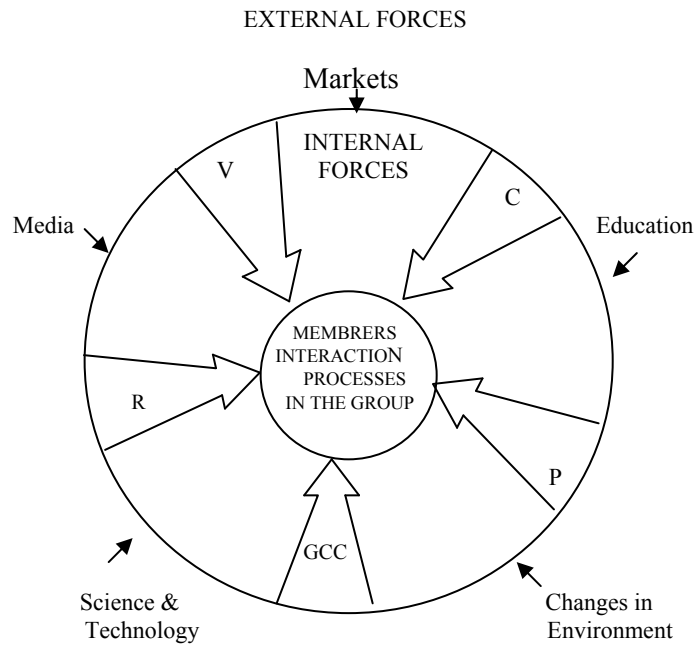 EXTERNAL FORCES
Markets
INTERNAL
FORCES
V
C
Media
Education
MEMBRERS
INTERACTION
PROCESSES
IN THE GROUP
R
P
GCC
Science &
Technology
Changes in
Environment